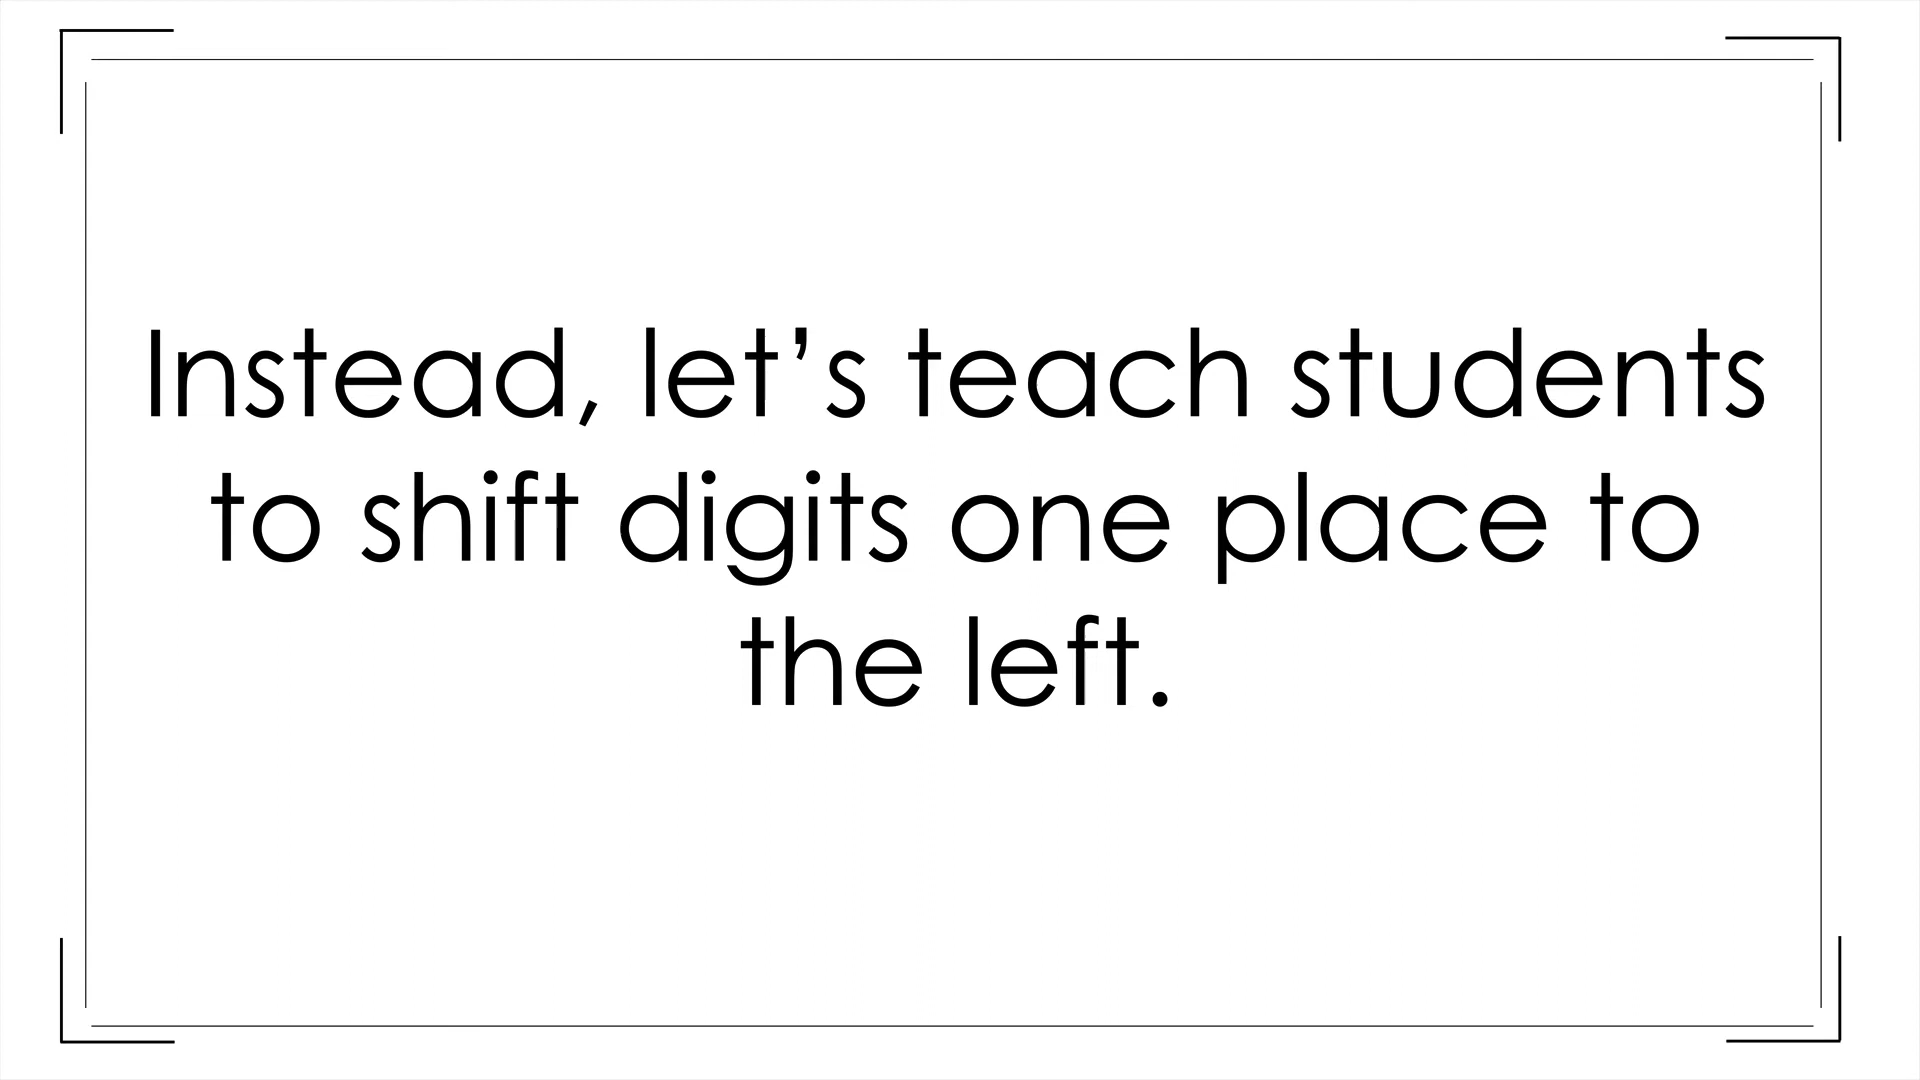 Instead, let’s teach students
to shift digits one place to
the left.